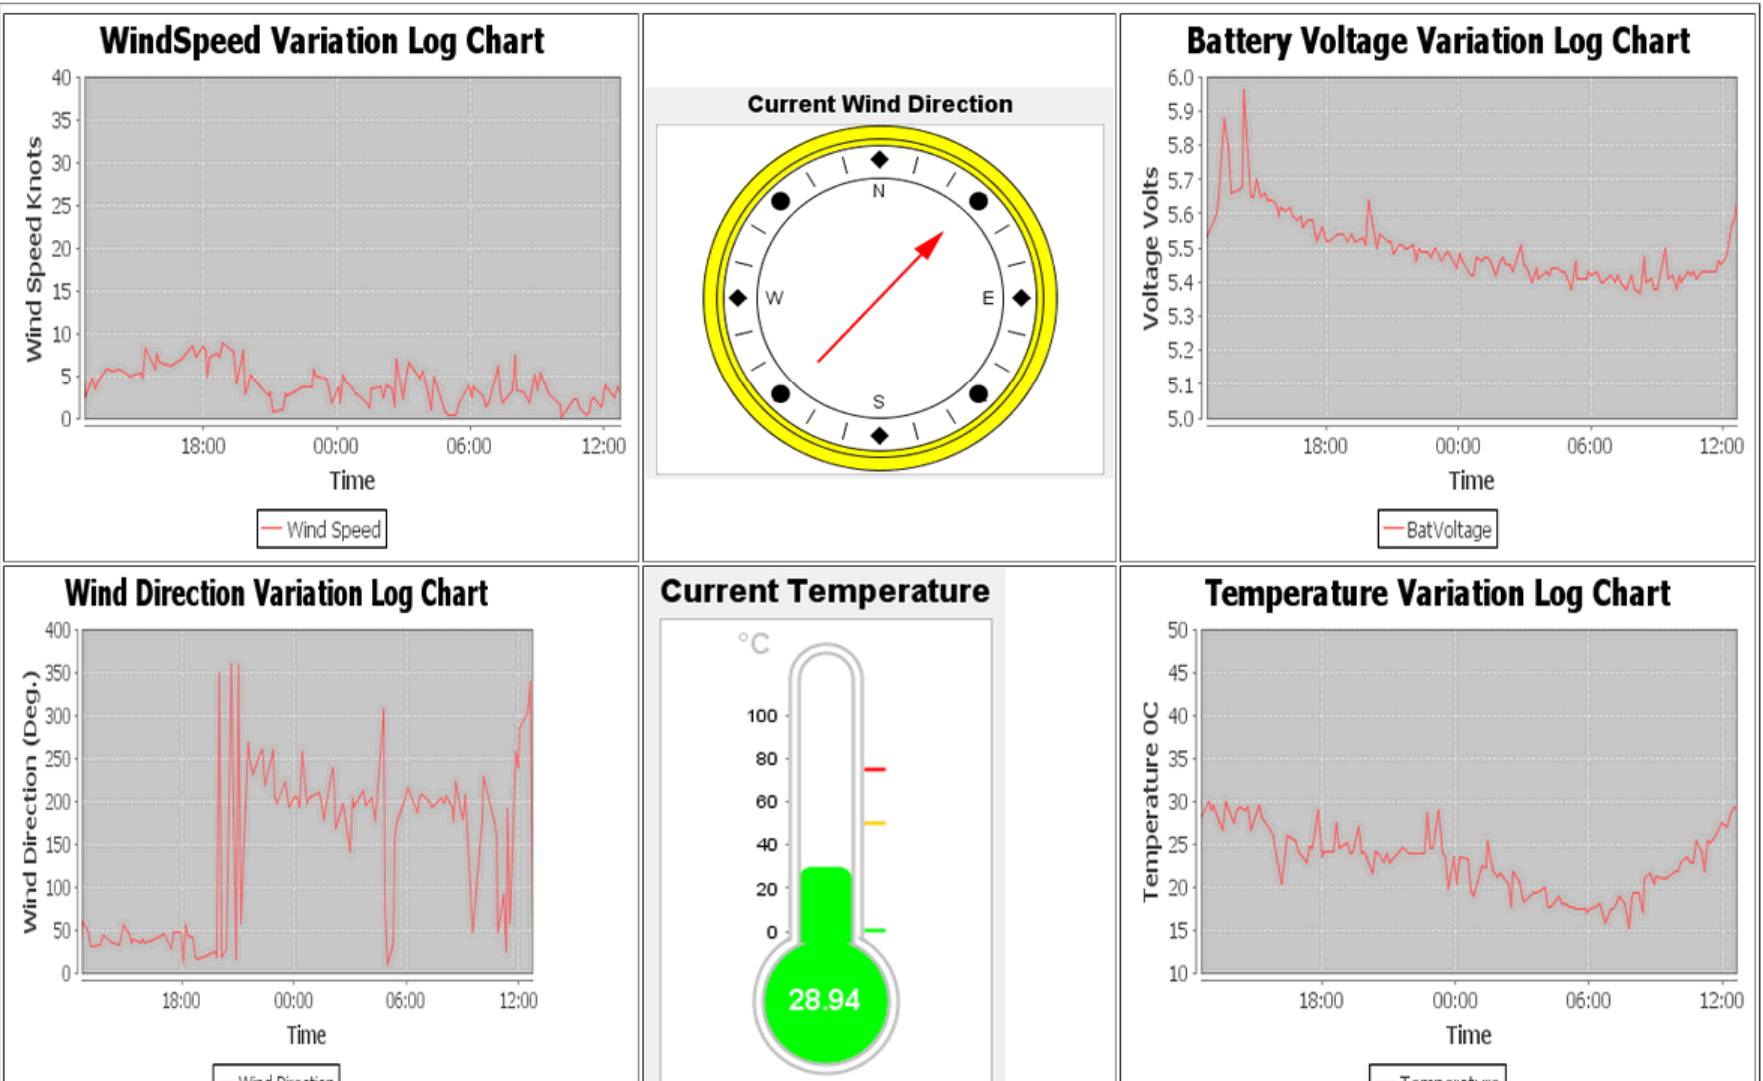 WindSpeed Variation Log Chart
40
35
30
25
20
15
10
5
0
Wind Speed Knots
18:00 00:00 06:00 12:00
Time
Wind Speed
Current Wind Direction
N
W E
S
Battery Voltage Variation Log Chart
6.0
5.9
5.8
5.7
5.6
5.5
5.4
5.3
5.2
5.1
5.0
Voltage Volts
18:00 00:00 06:00 12:00
Time
BatVoltage
Wind Direction Variation Log Chart
400
350
300
250
200
150
100
50
0
Wind Direction (Deg.)
18:00 00:00 06:00 12:00
Time
Wind Direction
Current Temperature
°C
100
80
60
40
20
0
28.94
Temperature Variation Log Chart
50
45
40
35
30
25
20
15
10
Temperature 0C
18:00 00:00 06:00 12:00
Time
Temperature